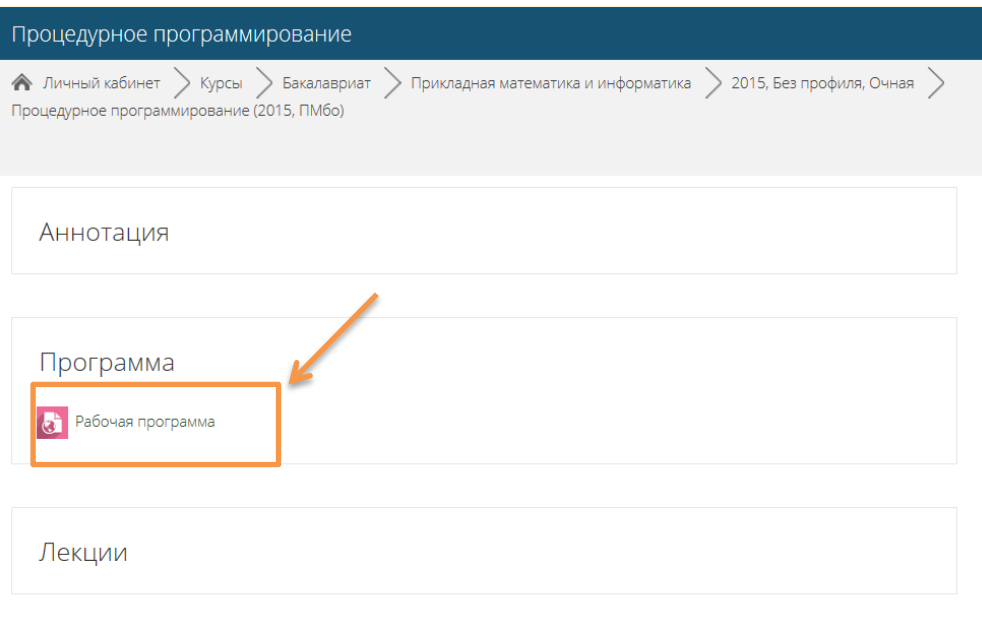 Процедурное программирование
Личный кабинет Курсы Бакалавриат Прикладная математика и информатика 2015, Без профиля, Очная
Процедурное программирование (2015, ПМбо)
Аннотация
Программа
Рабочая программа
Лекции